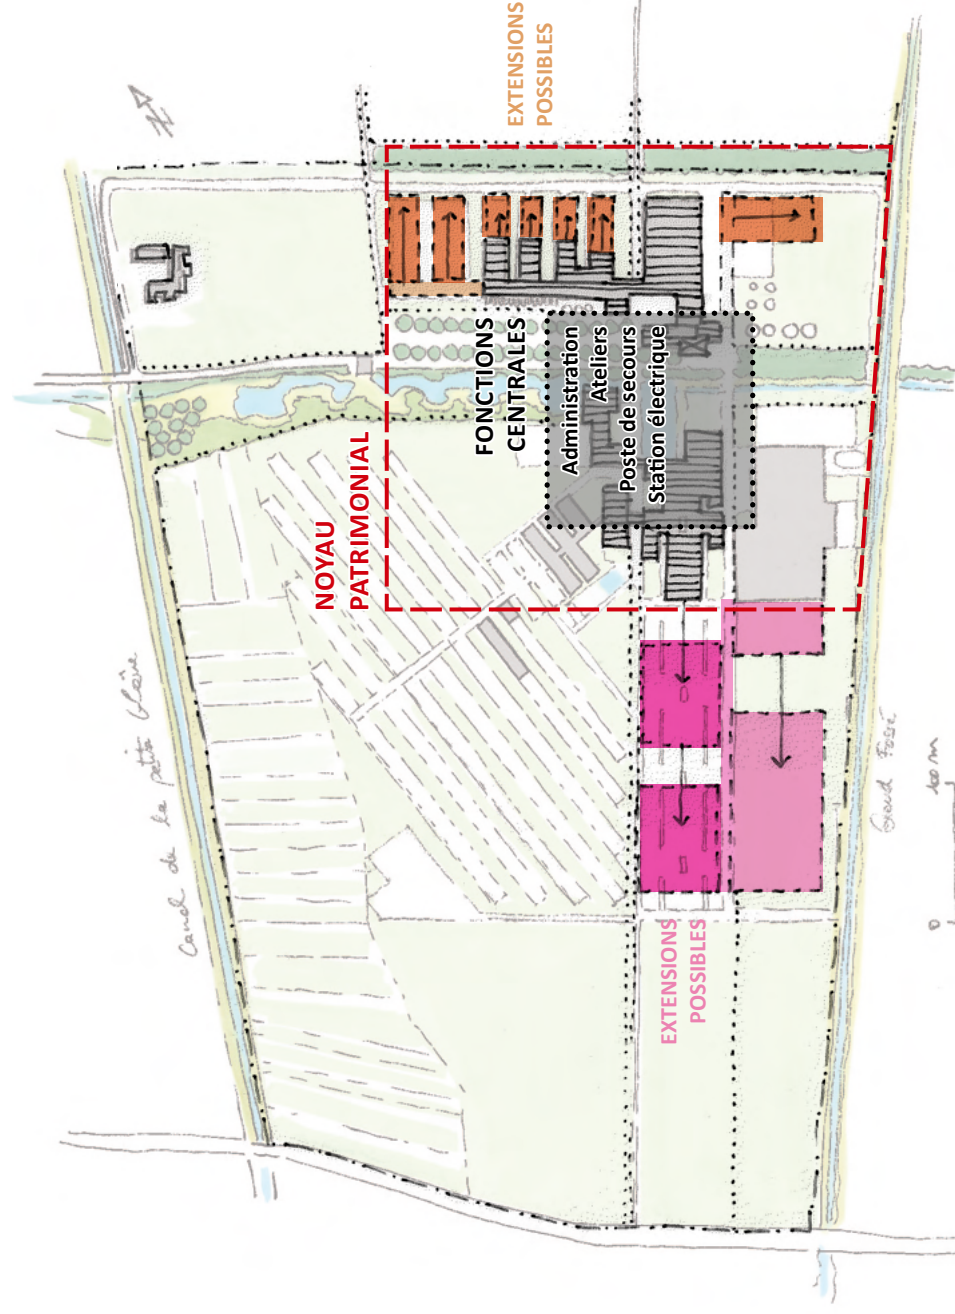 EXTENSIONS
POSSIBLES
N
FONCTIONS
CENTRALES
Administration
Ateliers
Poste de secours
Station électrique
NOYAU
PATRIMONIAL
Canal de la petite Glâne
Grand Fossé
0 100 m
EXTENSIONS
POSSIBLES